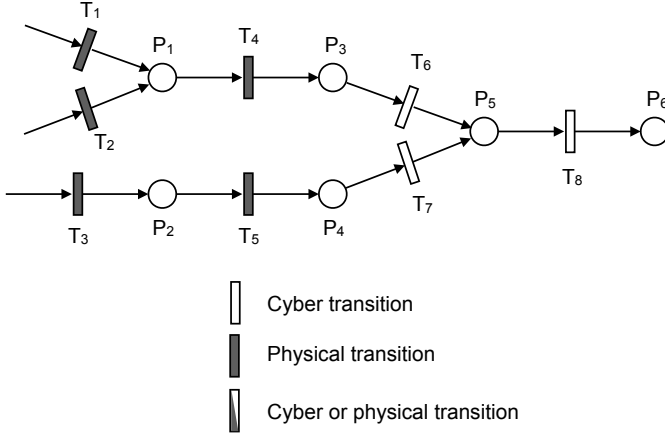 T1
P1
T4
P3
T6
P5
P6
T2
T8
T7
T3
P2
T5
P4
Cyber transition
Physical transition
Cyber or physical transition